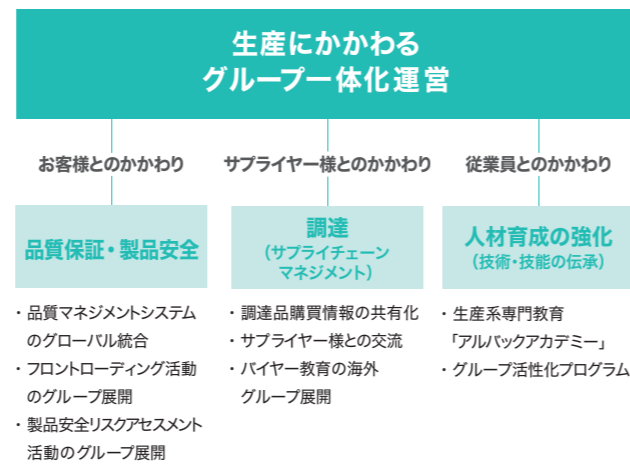 生産にかかわる
グループ一体化運営
お客様とのかかわり
品質保証・製品安全
・品質マネジメントシステム
のグローバル統合
・フロントローディング活動
のグループ展開
・製品安全リスクアセスメント
活動のグループ展開
サプライヤー様とのかかわり
調達
（サプライチェーン
マネジメント）
・調達品購買情報の共有化
・サプライヤー様との交流
・バイヤー教育の海外
グループ展開
従業員とのかかわり
人材育成の強化
（技術・技能の伝承）
・生産系専門教育
「アルバックアカデミー」
・グループ活性化プログラム